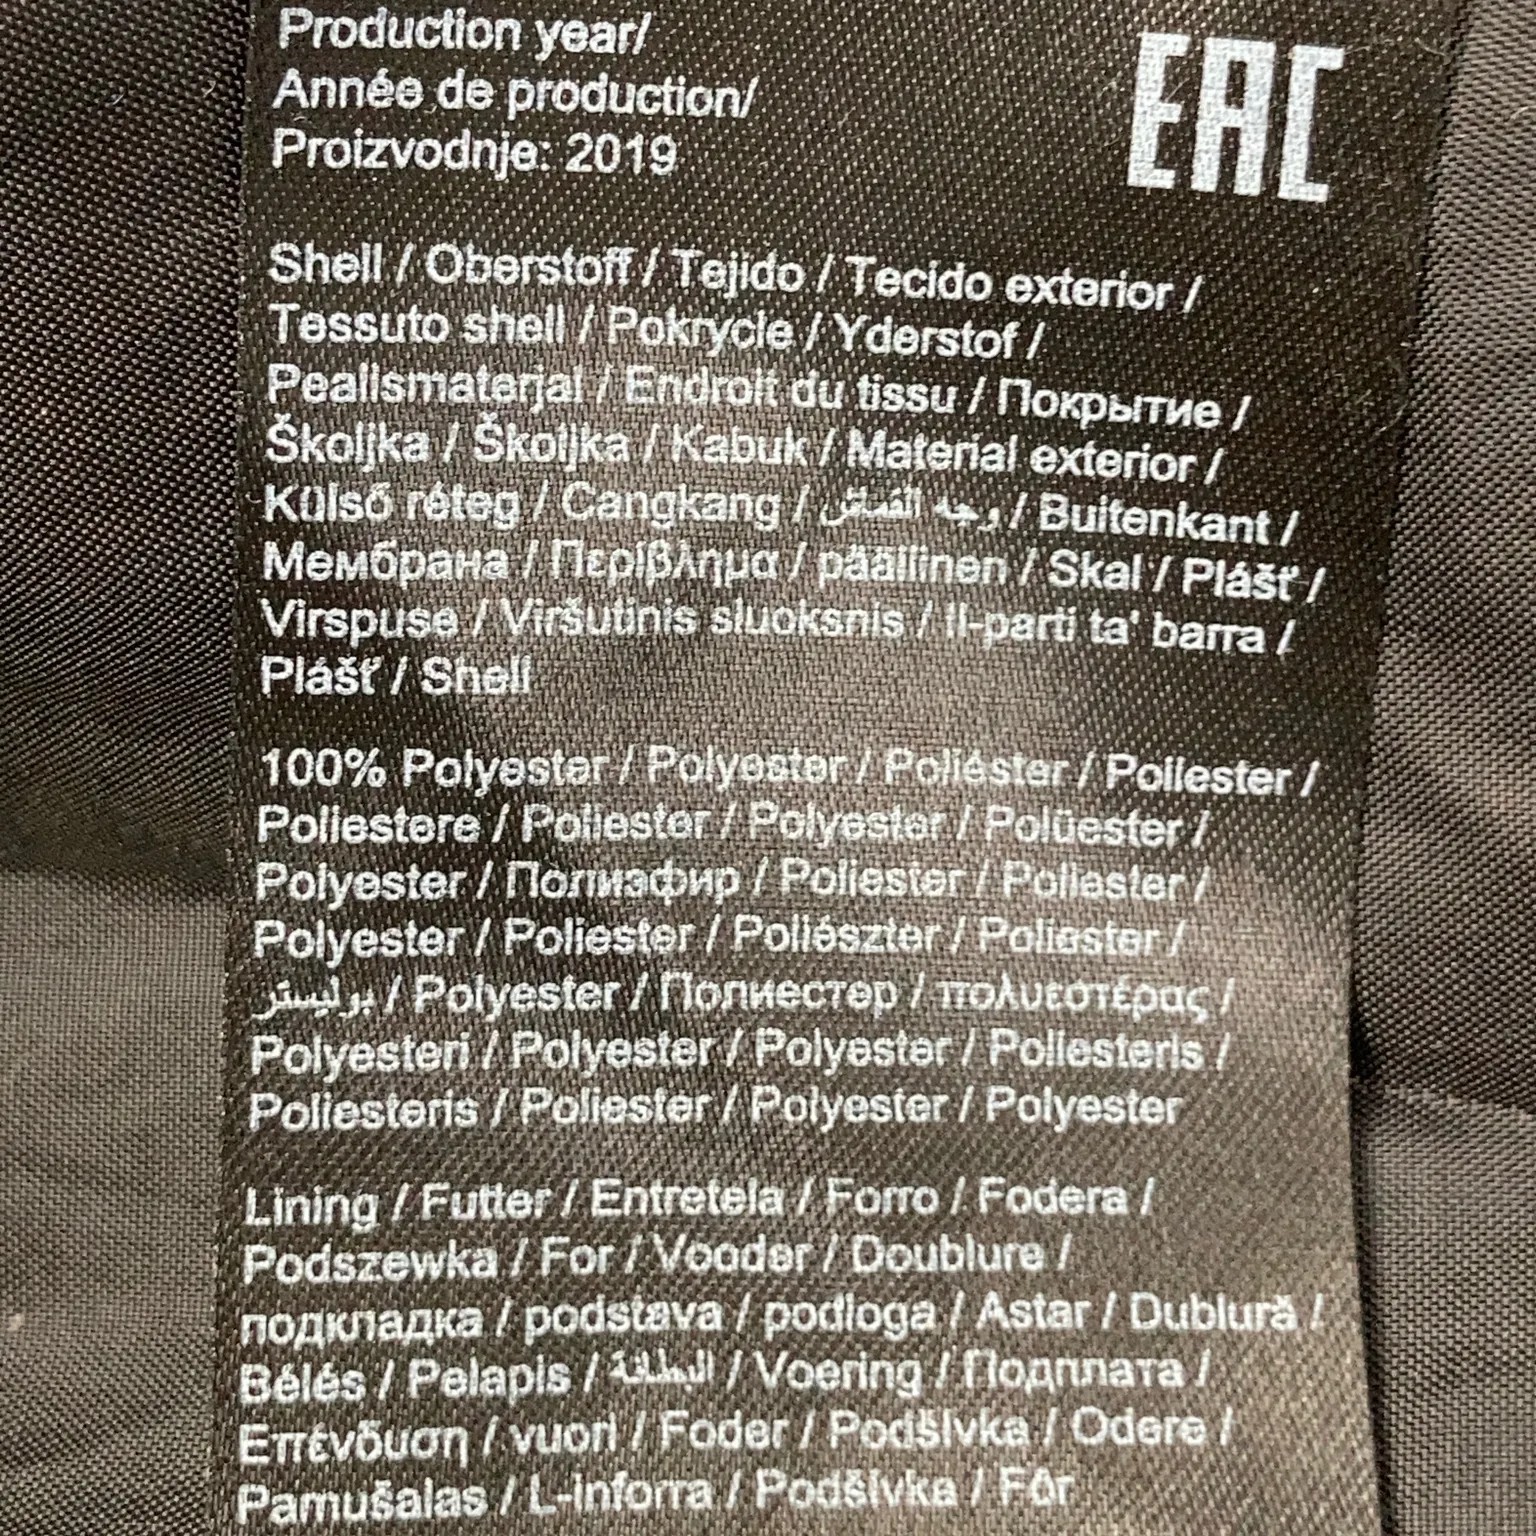 Production year/
Année de production/
Proizvodnje: 2019
EAC
Shell / Oberstoff / Tejido / Tecido exterior /
Tessuto shell / Pokrycie / Yderstof /
Pealismaterjal / Endroit du tissu / Покрытие /
Školjka / Školjka / Kabuk / Material exterior /
Külső réteg / Cangkang / وجه القماش / Buitenkant /
Мембрана / Περίβλημα / päällinen / Skal / Plášť /
Virspuse / Viršutinis sluoksnis / Il-parti ta' barra /
Plášť / Shell
100% Polyester / Polyester / Poliéster / Poliester /
Poliestere / Poliester / Polyester / Polüester /
Polyester / Полиэфир / Poliester / Poliester /
Polyester / Poliester / Poliészter / Poliester /
بوليستر / Polyester / Полиестер / πολυεστέρας /
Polyesteri / Polyester / Polyester / Poliesteris /
Poliesteris / Poliester / Polyester / Polyester
Lining / Futter / Entretela / Forro / Fodera /
Podszewka / For / Vooder / Doublure /
подкладка / podstava / podloga / Astar / Dublură /
Bélés / Pelapis / البطانة / Voering / Подплата /
Επένδυση / vuori / Foder / Podšívka / Odere /
Pamušalas / L-inforra / Podšívka / Fôr